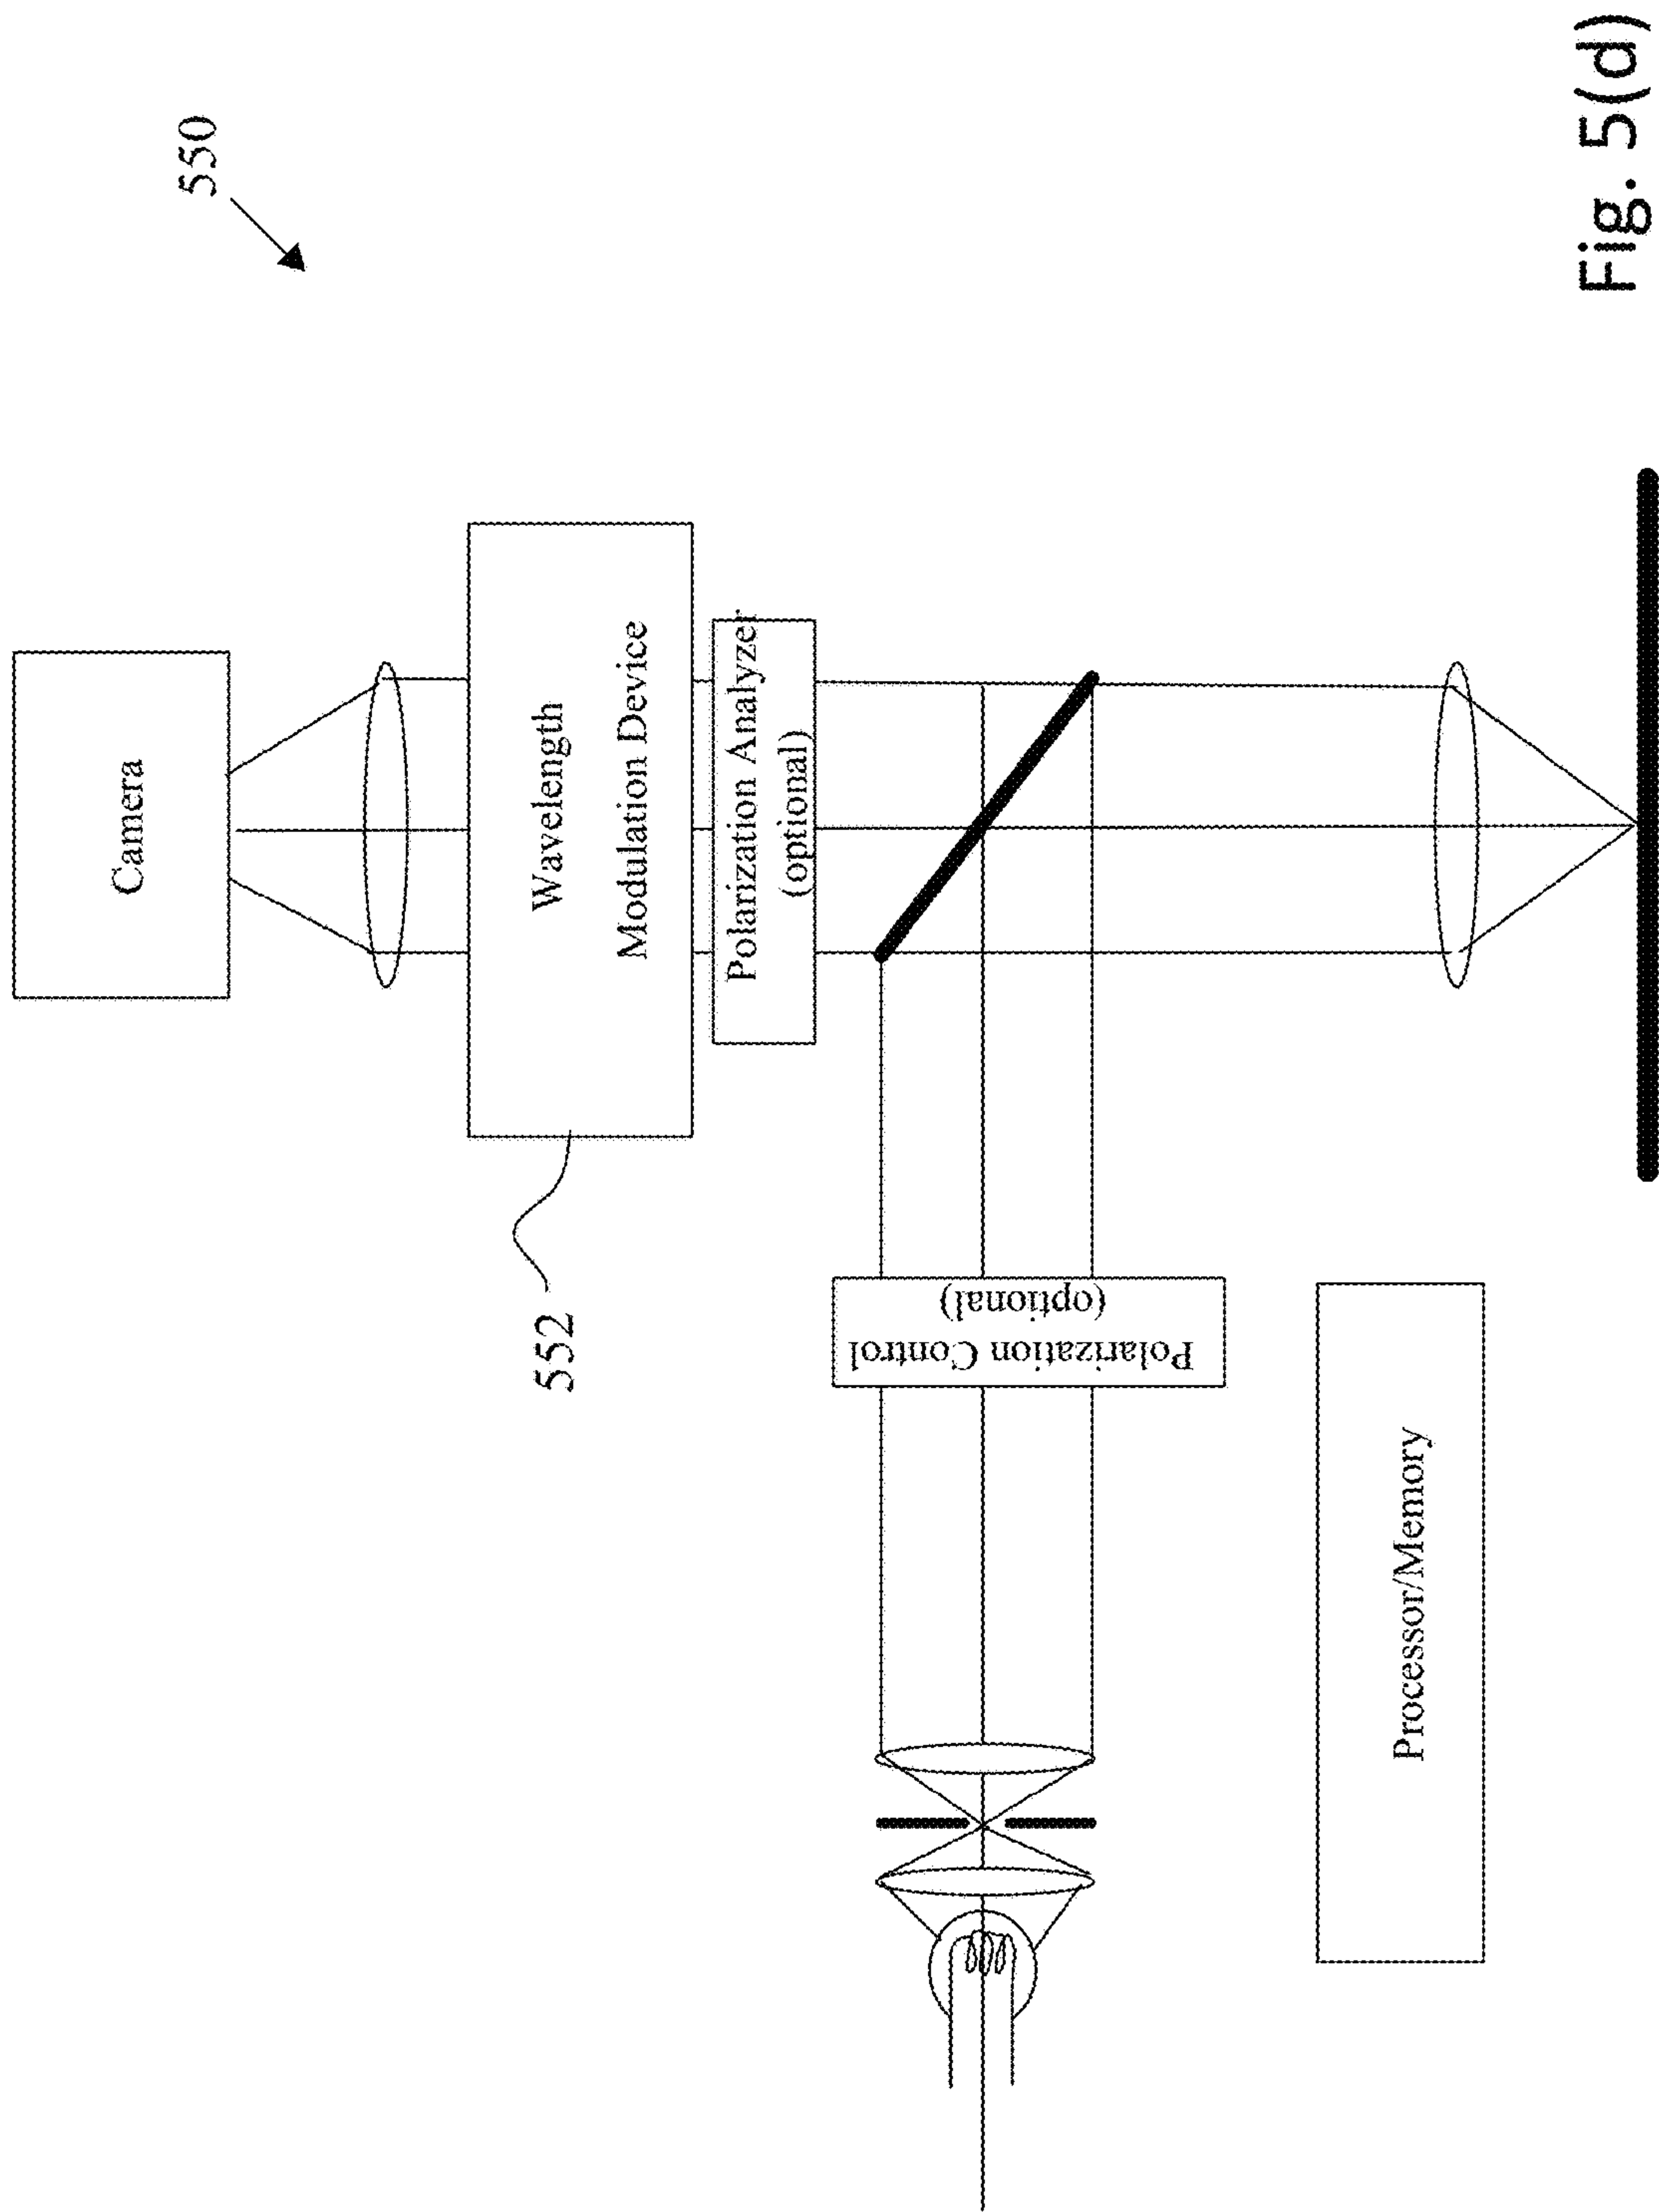 550
Camera
Wavelength
Modulation Device
Polarization Analyzer
(optional)
552
Polarization Control
(optional)
Processor/Memory
Fig. 5(d)